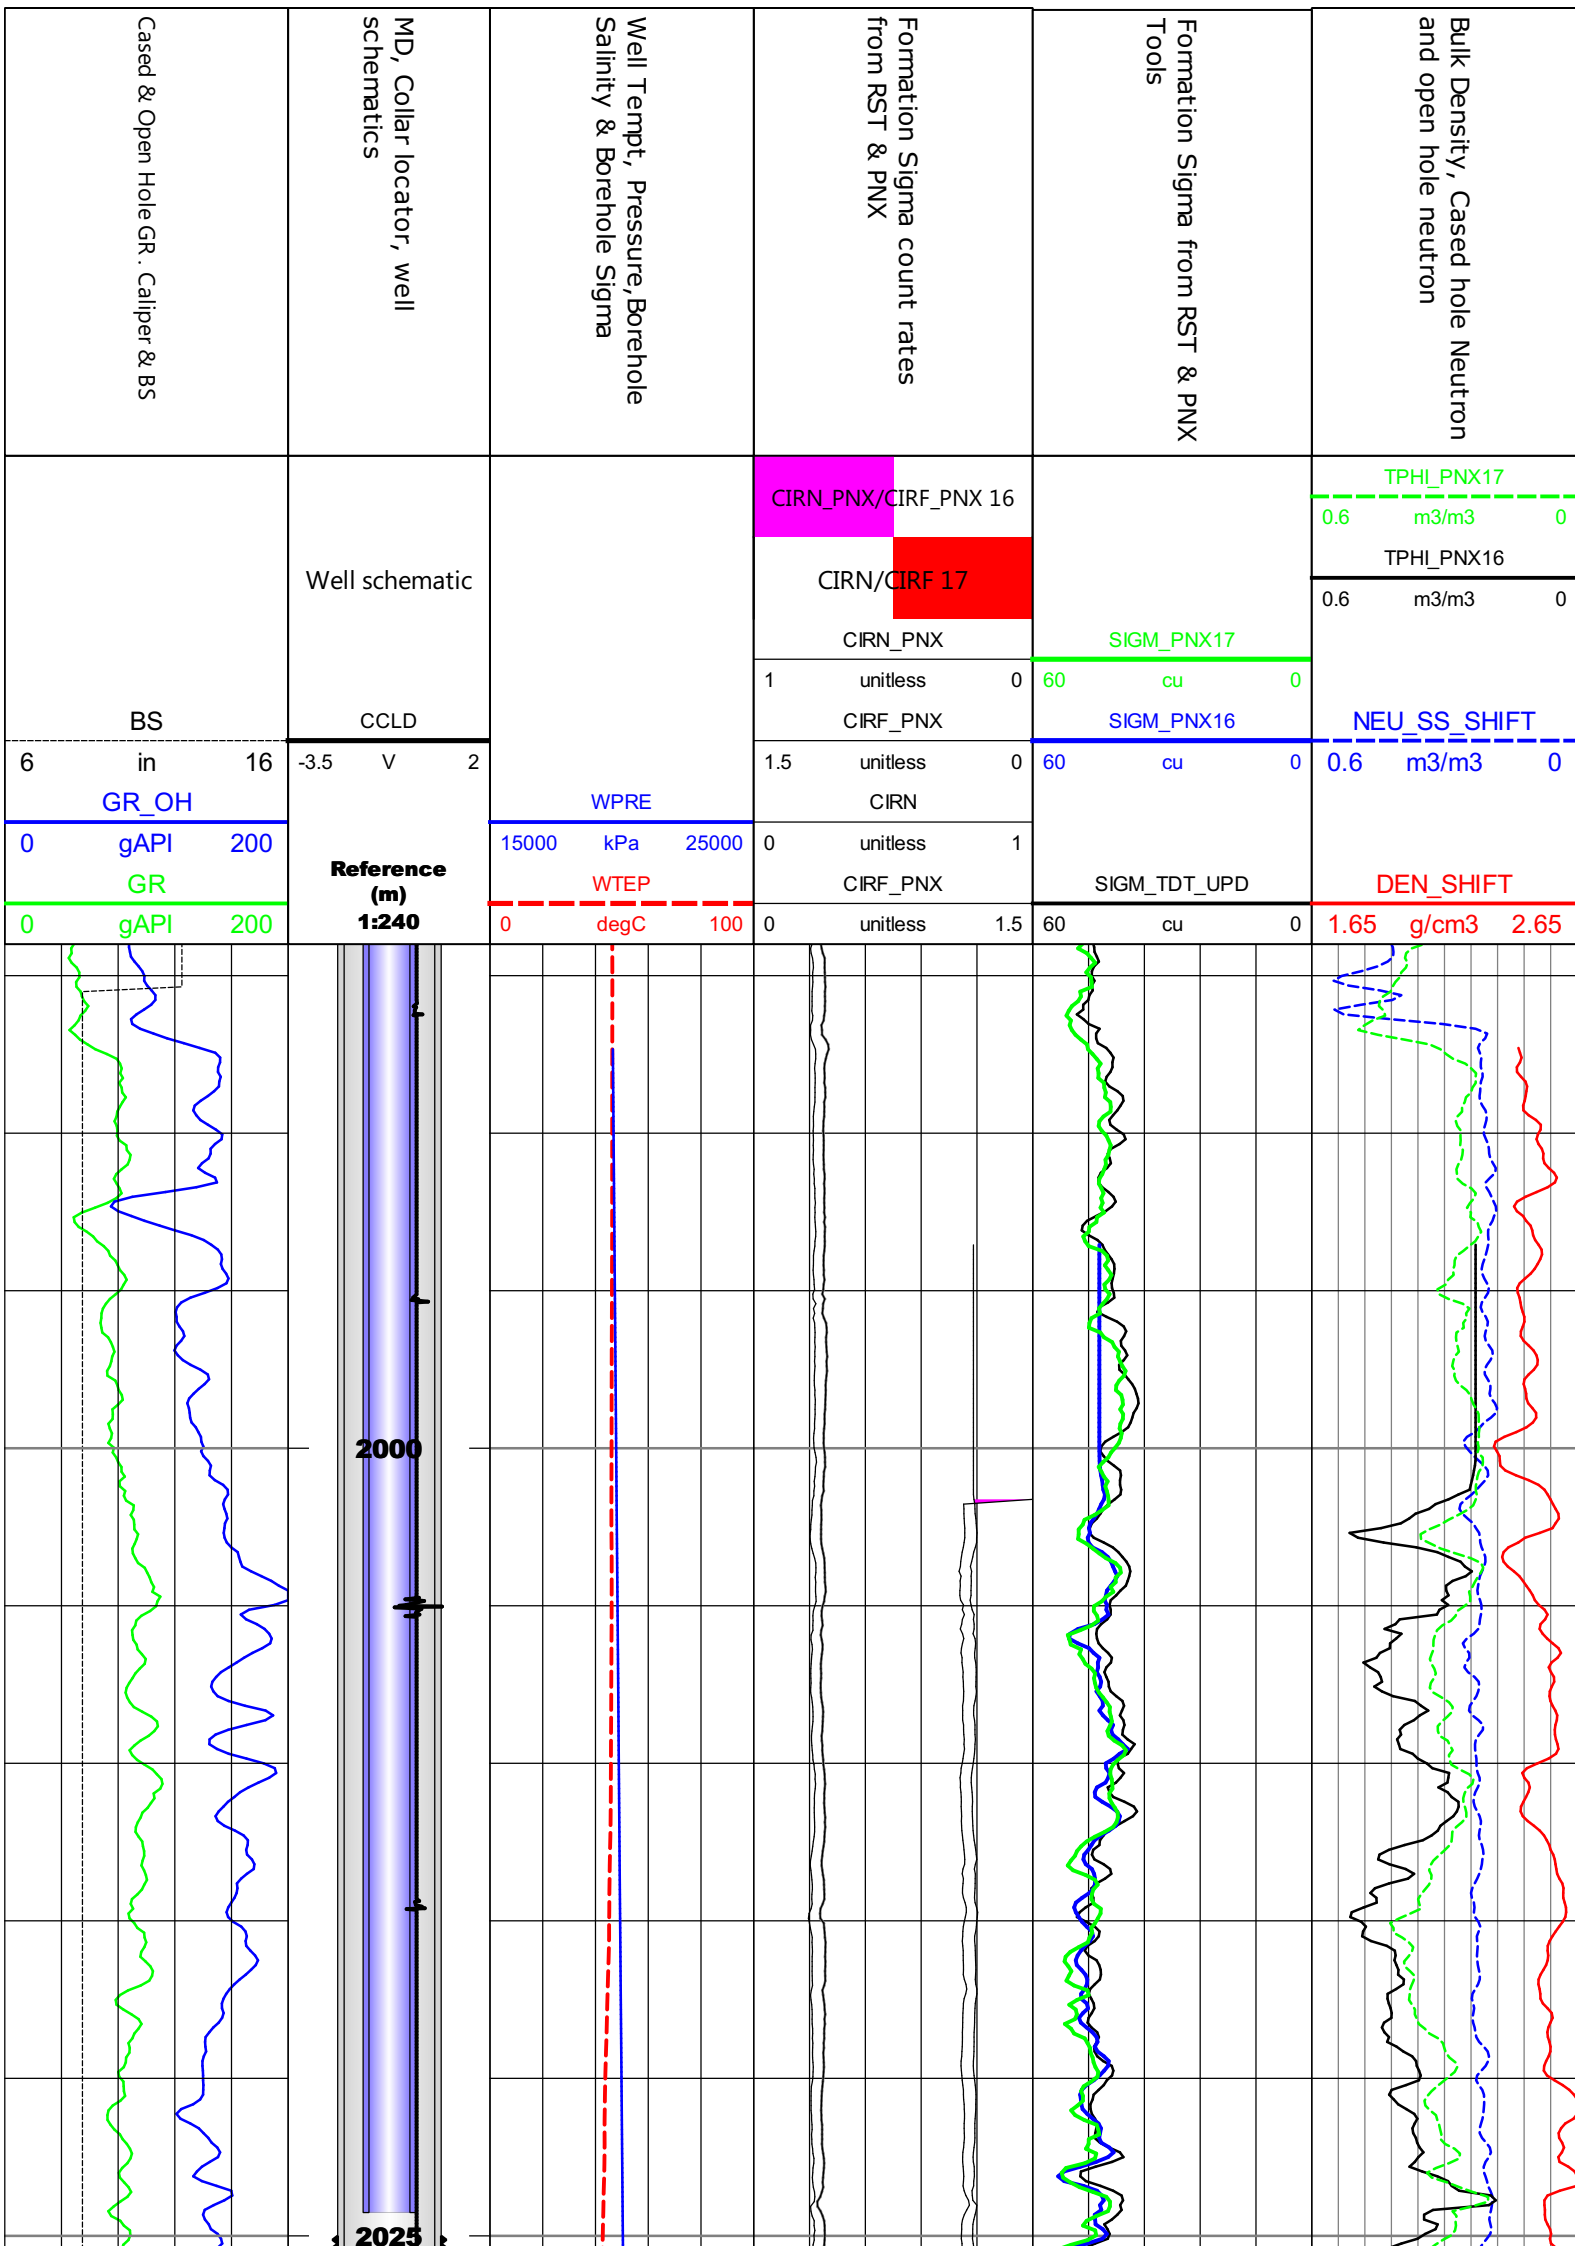 Cased & Open Hole GR . Caliper & BS
MD, Collar locator, well
schematics
Well Tempt, Pressure,Borehole
Salinity & Borehole Sigma
Formation Sigma count rates
from RST & PNX
Formation Sigma from RST & PNX
Tools
Bulk Density, Cased hole Neutron
and open hole neutron
BS
6 in 16
GR_OH
0 gAPI 200
GR
0 gAPI 200
Well schematic
CCLD
-3.5 V 2
Reference
(m)
1:240
WPRE
15000 kPa 25000
WTEP
0 degC 100
CIRN_PNX/CIRF_PNX 16
CIRN/CIRF 17
CIRN_PNX
1 unitless 0
CIRF_PNX
1.5 unitless 0
CIRN
0 unitless 1
CIRF_PNX
0 unitless 1.5
SIGM_PNX17
60 cu 0
SIGM_PNX16
60 cu 0
SIGM_TDT_UPD
60 cu 0
TPHI_PNX17
0.6 m3/m3 0
TPHI_PNX16
0.6 m3/m3 0
NEU_SS_SHIFT
0.6 m3/m3 0
DEN_SHIFT
1.65 g/cm3 2.65
2000
2025